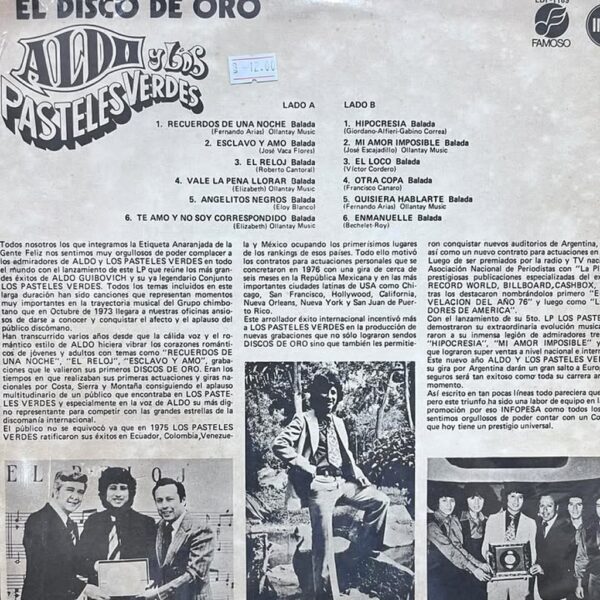 EL DISCO DE ORO
ALDO Y LOS
PASTELES VERDES
FAMOSO
LADO A
1. RECUERDOS DE UNA NOCHE Balada
(Fernando Arias) Ollantay Music
2. ESCLAVO Y AMO Balada
(José Vaca Flores)
3. EL RELOJ Balada
(Roberto Cantoral)
4. VALE LA PENA LLORAR Balada
(Elizabeth) Ollantay Music
5. ANGELITOS NEGROS Balada
(Eloy Blanco)
6. TE AMO Y NO SOY CORRESPONDIDO Balada
(Elizabeth) Ollantay Music
LADO B
1. HIPOCRESIA Balada
(Giordano-Alfieri-Gabino Correa)
2. MI AMOR IMPOSIBLE Balada
(José Escajadillo) Ollantay Music
3. EL LOCO Balada
(Víctor Cordero)
4. OTRA COPA Balada
(Francisco Canaro)
5. QUISIERA HABLARTE Balada
(Fernando Arias) Ollantay Music
6. ENMANUELLE Balada
(Bechelet-Roy)
Todos nosotros los que integramos la Etiqueta Anaranjada de la
Gente Feliz nos sentimos muy orgullosos de poder complacer a
los admiradores de ALDO y LOS PASTELES VERDES en todo
el mundo con el lanzamiento de este LP que reúne los más gran-
des éxitos de ALDO GUIBOVICH y su ya legendario Conjunto
LOS PASTELES VERDES. Todos los temas incluidos en este
larga duración han sido canciones que representan momentos
muy importantes en la trayectoria musical del Grupo chimbo-
tano que en Octubre de 1973 llegara a nuestras oficinas ansio-
sos de darse a conocer y conquistar el afecto y el aplauso del
público discómano.
Han transcurrido varios años desde que la cálida voz y el ro-
mántico estilo de ALDO hiciera vibrar los corazones románti-
cos de jóvenes y adultos con temas como "RECUERDOS DE
UNA NOCHE", "EL RELOJ", "ESCLAVO Y AMO", graba-
ciones que le valieron sus primeros DISCOS DE ORO. Eran los
tiempos en que realizaban sus primeras actuaciones y giras na-
cionales por Costa, Sierra y Montaña consiguiendo el aplauso
multitudinario de un público que encontraba en LOS PASTE-
LES VERDES y especialmente en la voz de ALDO su más dig-
no representante para competir con las grandes estrellas de la
discomanía internacional.
El público no se equivocó ya que en 1975 LOS PASTELES
VERDES ratificaron sus éxitos en Ecuador, Colombia, Venezue-
la y México ocupando los primerísimos lugares
de los rankings de esos países. Todo ello motivó
los contratos para actuaciones personales que se
concretaron en 1976 con una gira de cerca de
seis meses en la República Mexicana y en las más
importantes ciudades latinas de USA como Chica-
go, San Francisco, Hollywood, California,
Nueva Orleans, Nueva York y San Juan de Puer-
to Rico.
Este arrollador éxito internacional incentivó más
a LOS PASTELES VERDES en la producción de
nuevas grabaciones que no sólo lograron sendos
DISCOS DE ORO sino que también les permitie-
ron conquistar nuevos auditorios de Argentina,
así como un nuevo contrato para actuaciones en
Luego de ser premiados por la radio y TV nac
Asociación Nacional de Periodistas con "La Pl
prestigiosas publicaciones especializadas del ex
RECORD WORLD, BILLBOARD, CASHBOX,
tras los destacaron nombrándolos primero "E
VELACION DEL AÑO 76" y luego como "L
DORES DE AMERICA".
Con el lanzamiento de su 5to. LP LOS PASTE
demostraron su extraordinaria evolución music
raron a su inmensa legión de admiradores tre
"HIPOCRESIA", "MI AMOR IMPOSIBLE" y
que lograron super ventas a nivel nacional e intern
Este nuevo año ALDO Y LOS PASTELES VE
su gira por Argentina darán un gran salto a Europ
seguros será tan exitoso como toda su carrera ar
momento.
Así escrito en tan pocas líneas todo pareciera que
pero este triunfo ha sido una labor de equipo en la
promoción por eso INFOPESA como todos los
sentimos orgullosos de poder contar con un Co
que hoy tiene un prestigio universal.
EL RELOJ